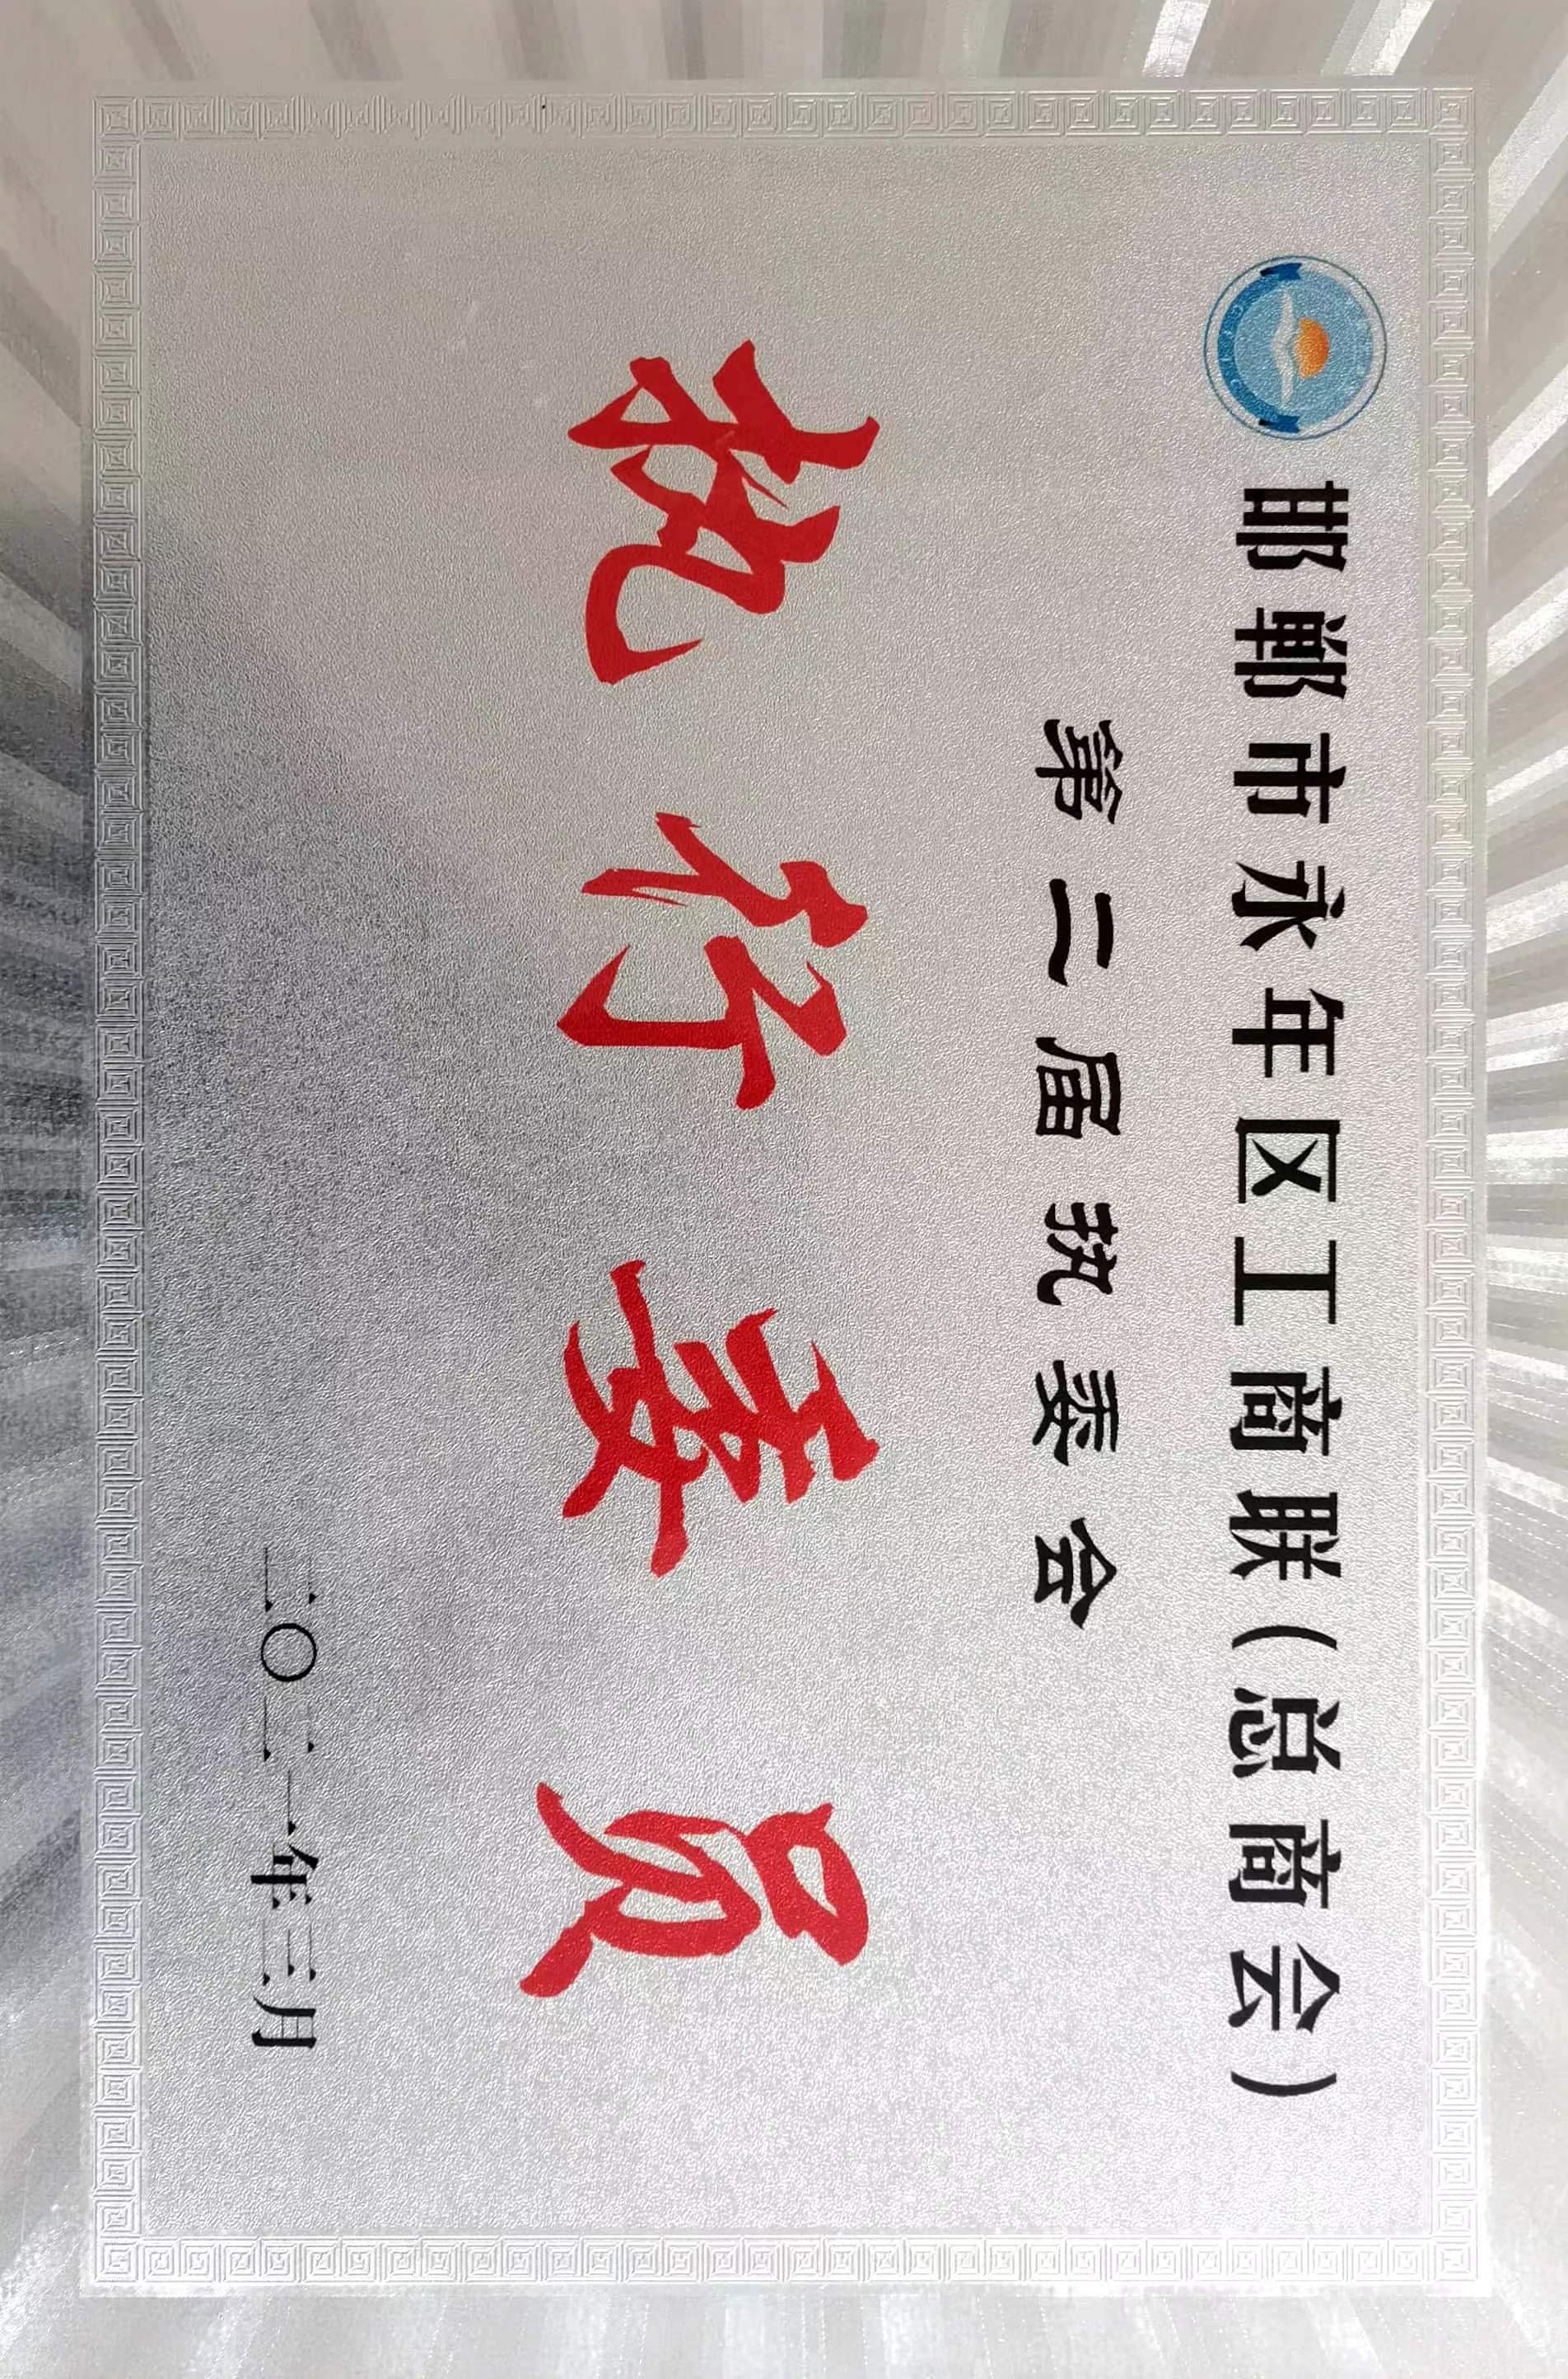 邯郸市永年区工商联(总商会)
第二届执委会
执行委员
二〇二一年三月